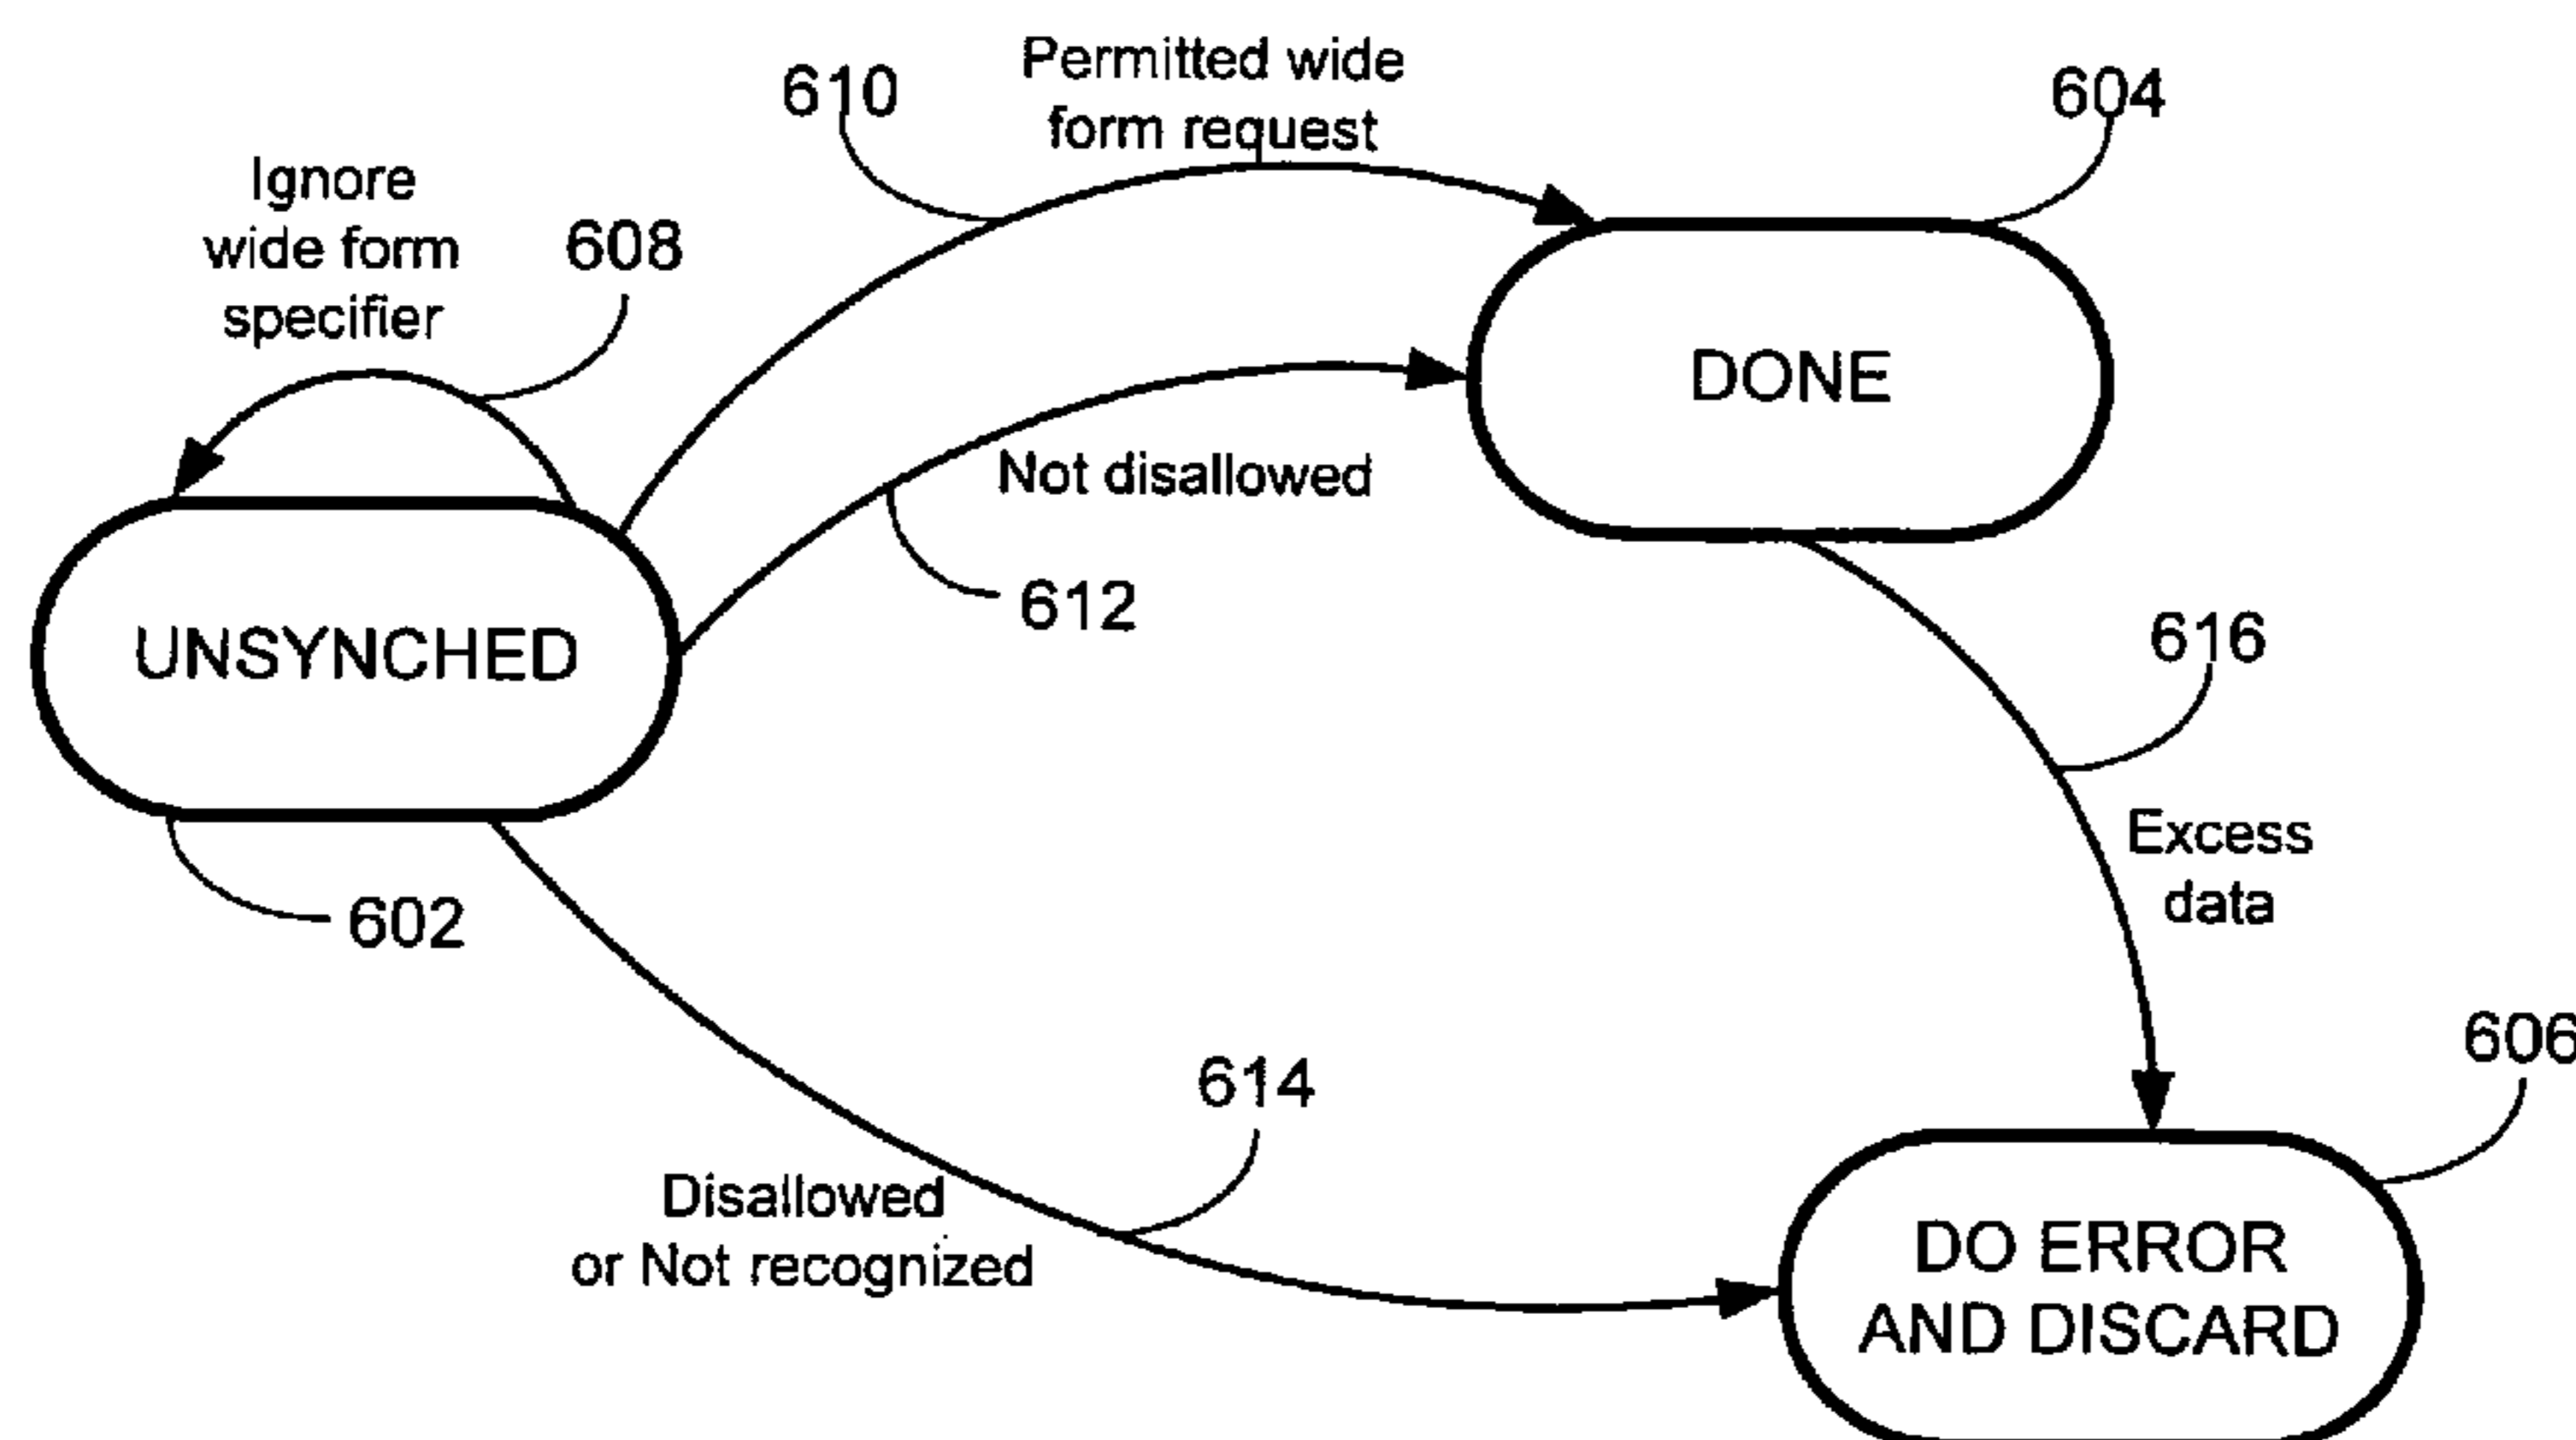 Permitted wide
form request
610
604
Ignore
wide form
specifier
608
DONE
Not disallowed
612
UNSYNCHED
616
602
Excess
data
606
614
Disallowed
or Not recognized
DO ERROR
AND DISCARD